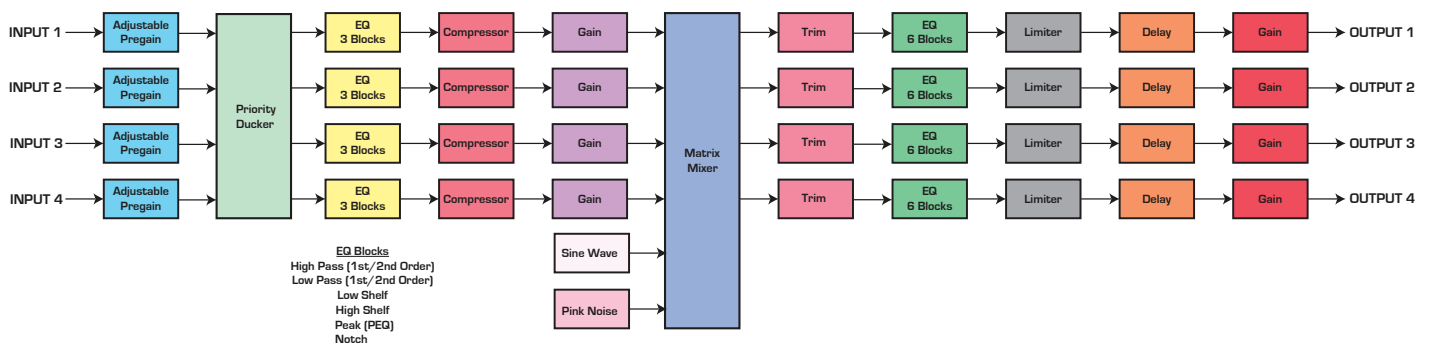 INPUT 1
Adjustable
Pregain
EQ
3 Blocks
Compressor
Gain
Trim
EQ
6 Blocks
Limiter
Delay
Gain
OUTPUT 1
INPUT 2
Adjustable
Pregain
Priority
Ducker
EQ
3 Blocks
Compressor
Gain
Trim
EQ
6 Blocks
Limiter
Delay
Gain
OUTPUT 2
INPUT 3
Adjustable
Pregain
EQ
3 Blocks
Compressor
Gain
Matrix
Mixer
Trim
EQ
6 Blocks
Limiter
Delay
Gain
OUTPUT 3
INPUT 4
Adjustable
Pregain
EQ
3 Blocks
Compressor
Gain
Trim
EQ
6 Blocks
Limiter
Delay
Gain
OUTPUT 4
Sine Wave
Pink Noise
EQ Blocks
High Pass (1st/2nd Order)
Low Pass (1st/2nd Order)
Low Shelf
High Shelf
Peak (PEQ)
Notch